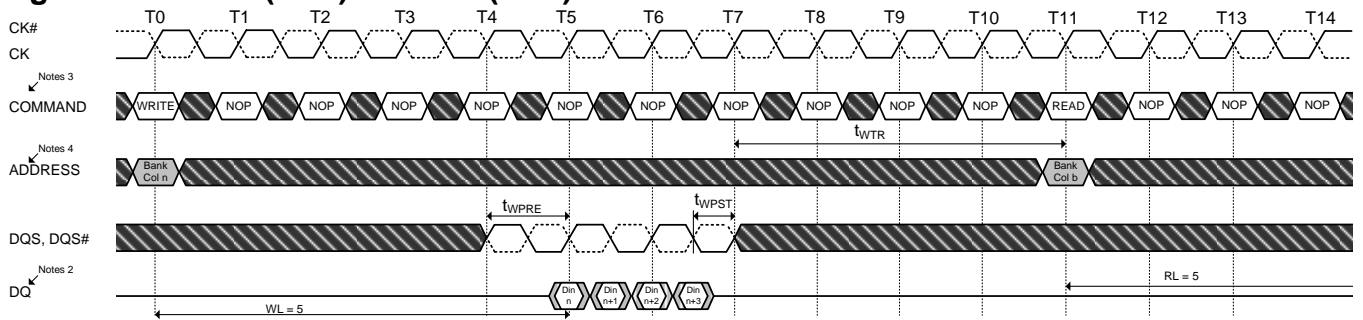 T0 T1 T2 T3 T4 T5 T6 T7 T8 T9 T10 T11 T12 T13 T14
CK#
CK
Notes 3
COMMAND
WRITE NOP NOP NOP NOP NOP NOP NOP NOP NOP NOP READ NOP NOP NOP
tWTR
Notes 4
ADDRESS
Bank Bank
Col n Col b
tWPRE tWPST
DQS, DQS#
Notes 2
DQ
Din Din Din Din
n n+1 n+2 n+3
RL = 5
WL = 5